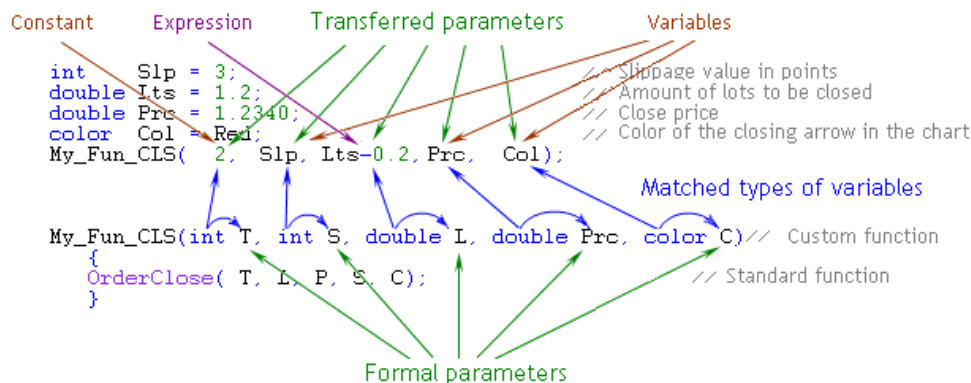 Constant Expression Transferred parameters Variables
int Slp = 3; // Slippage value in points
double Lts = 1.2; // Amount of lots to be closed
double Prc = 1.2340; // Close price
color Col = Red; // Color of the closing arrow in the chart
My_Fun_CLS( 2, Slp, Lts-0.2, Prc, Col);
Matched types of variables
My_Fun_CLS(int T, int S, double L, double Prc, color C)// Custom function
{
OrderClose( T, L, P, S, C); // Standard function
}
Formal parameters